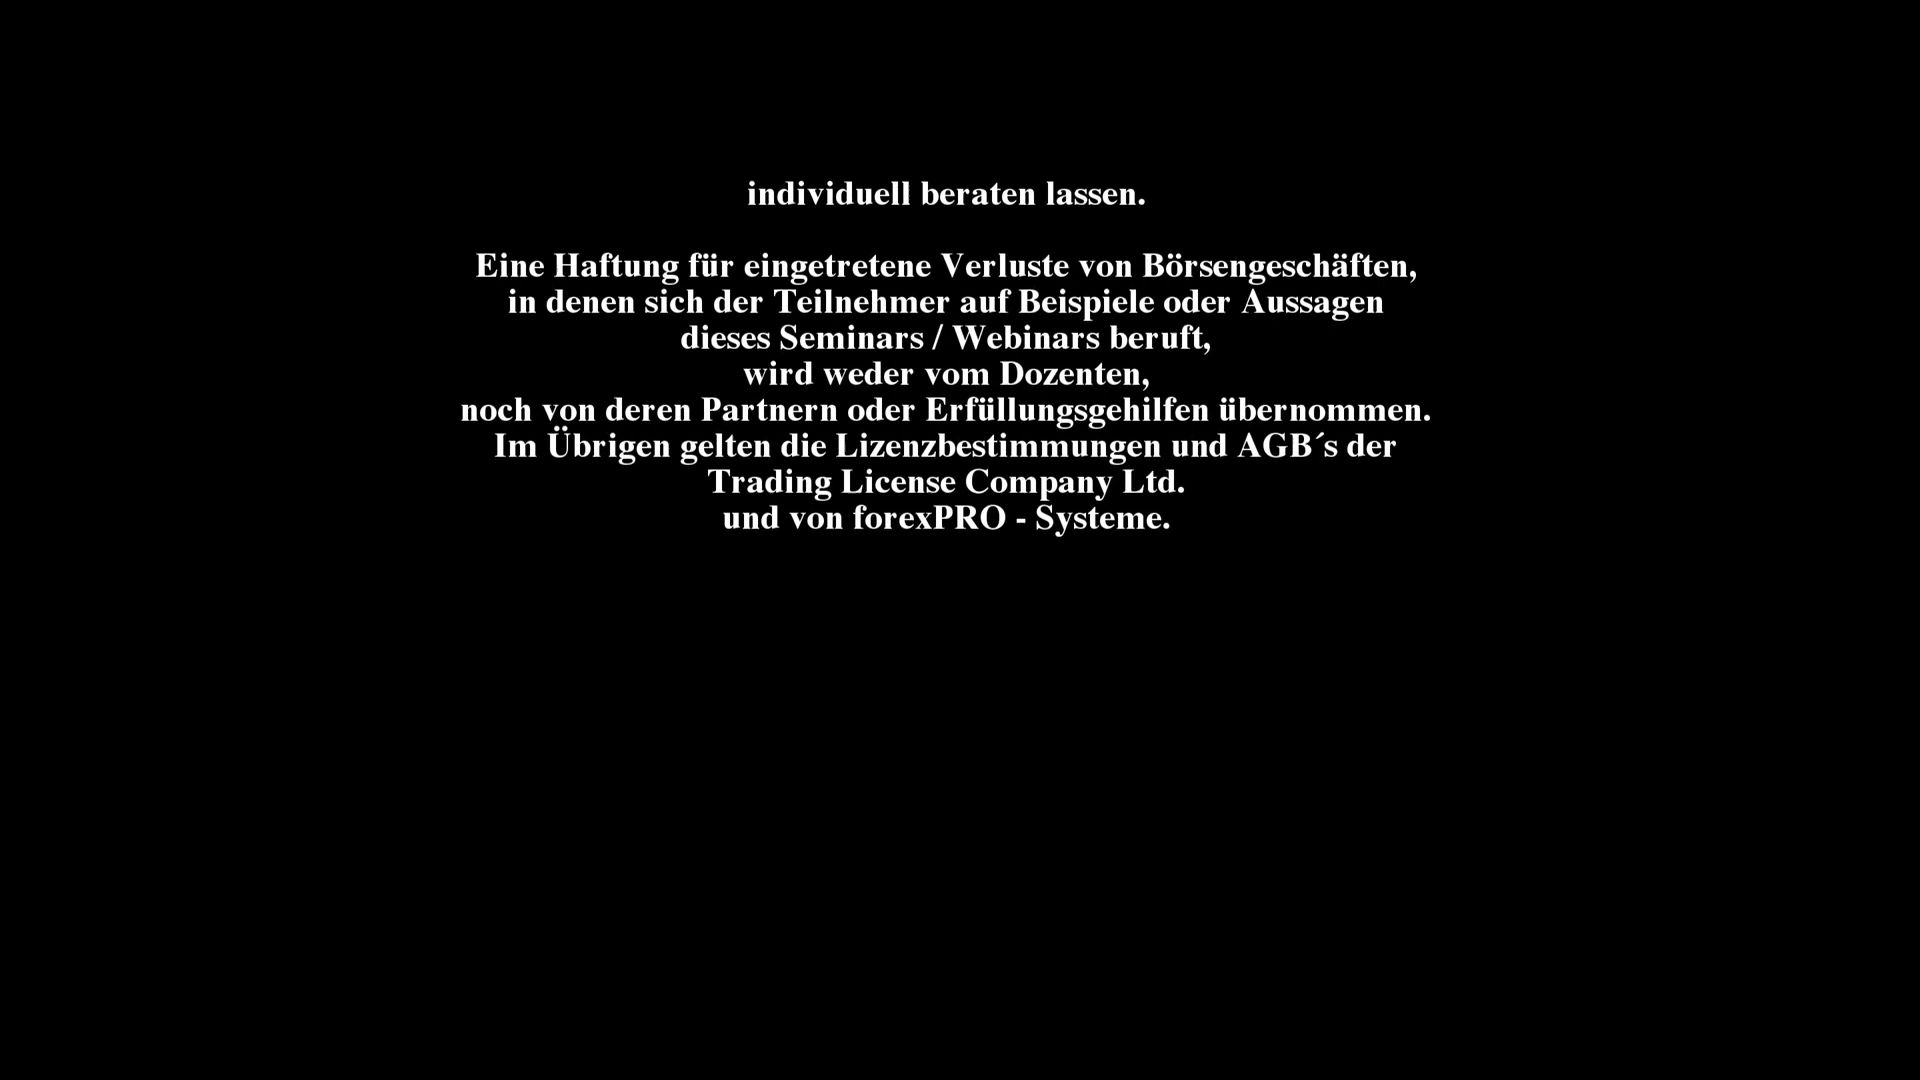 individuell beraten lassen.
Eine Haftung für eingetretene Verluste von Börsengeschäften,
in denen sich der Teilnehmer auf Beispiele oder Aussagen
dieses Seminars / Webinars beruft,
wird weder vom Dozenten,
noch von deren Partnern oder Erfüllungsgehilfen übernommen.
Im Übrigen gelten die Lizenzbestimmungen und AGB´s der
Trading License Company Ltd.
und von forexPRO - Systeme.